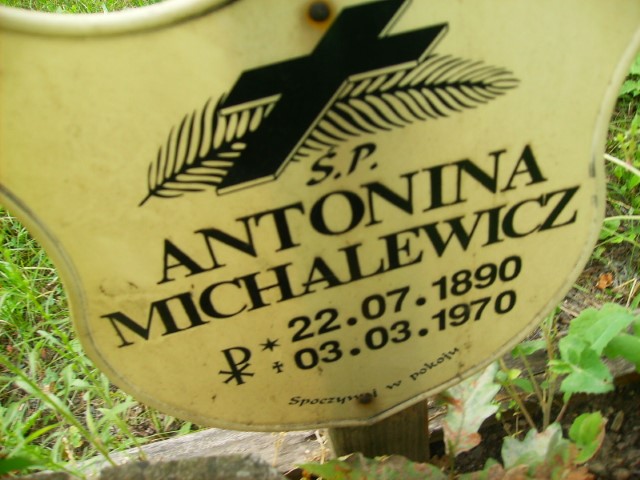 Ś.P.
ANTONINA
MICHALEWICZ
* 22.07.1890
† 03.03.1970
Spoczywaj w pokoju